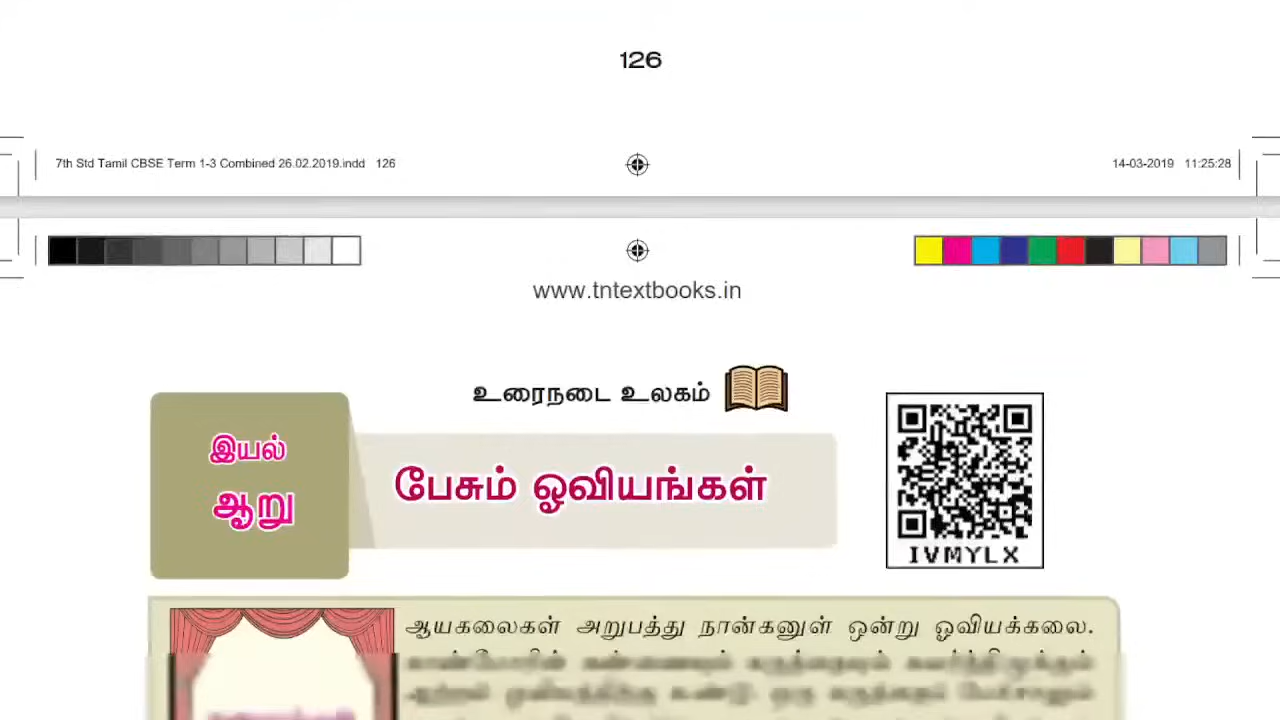 126
7th Std Tamil CBSE Term 1-3 Combined 26.02.2019.indd 126
14-03-2019 11:25:28
www.tntextbooks.in
உரைநடை உலகம்
இயல்
ஆறு
பேசும் ஓவியங்கள்
IVMYLX
ஆயகலைகள் அறுபத்து நான்கனுள் ஒன்று ஓவியக்கலை.